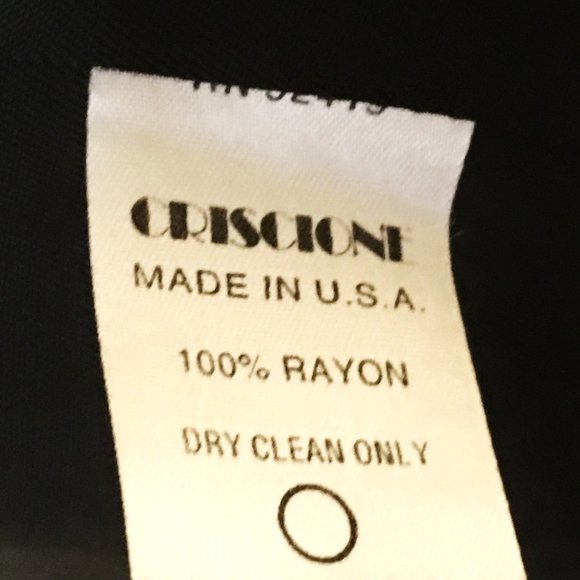 CRISCIONE
MADE IN U.S.A.
100% RAYON
DRY CLEAN ONLY